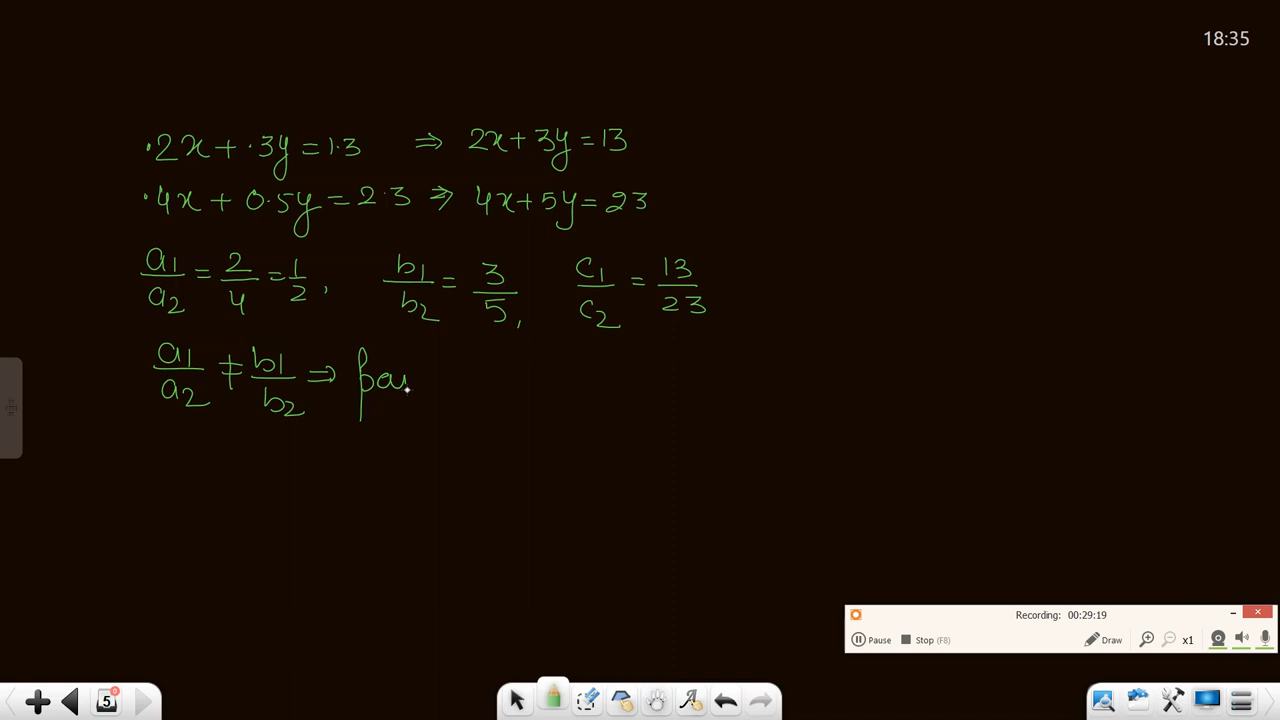 18:35
.2x + .3y = 1.3 ⇒ 2x + 3y = 13
.4x + 0.5y = 2.3 ⇒ 4x + 5y = 23
a1/a2 = 2/4 = 1/2, b1/b2 = 3/5, c1/c2 = 13/23
a1/a2 ≠ b1/b2 ⇒ pa
Recording: 00:29:19
Pause Stop (F8) Draw x1
5 0